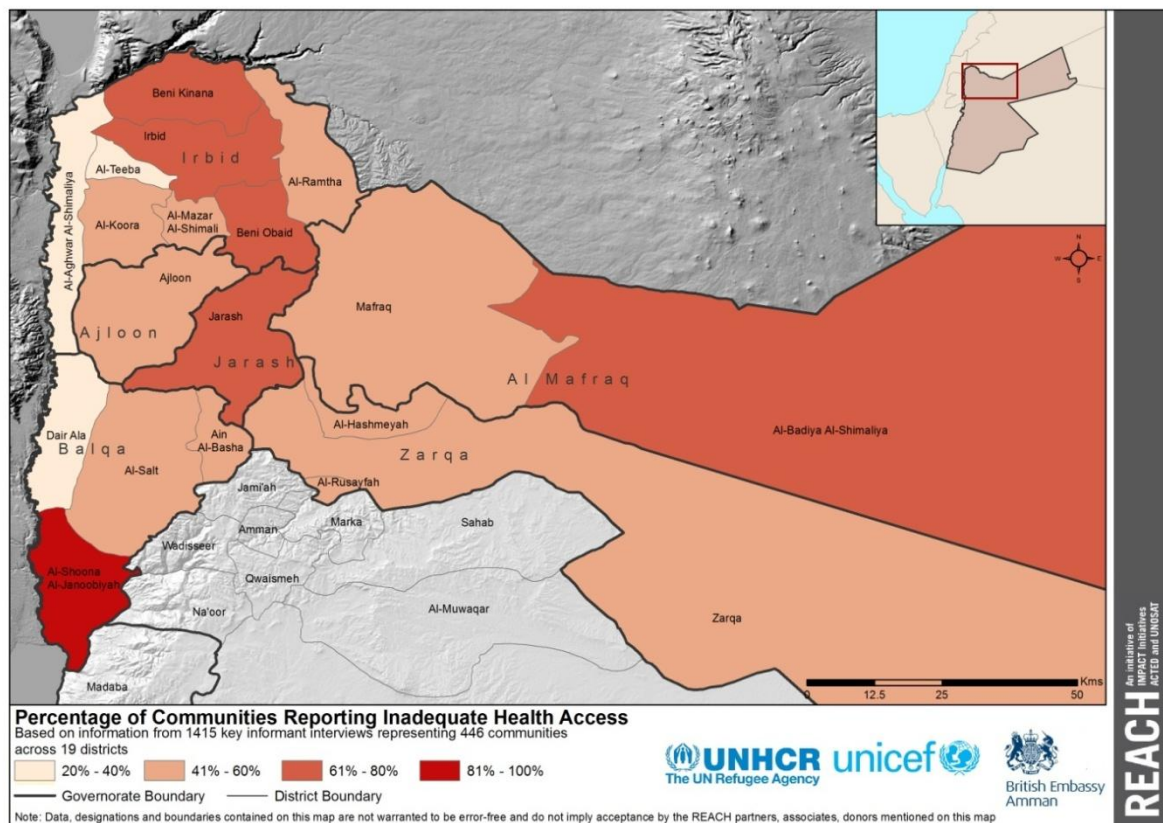 Beni Kinana
Irbid
Irbid
Al-Teeba
Al-Ramtha
Al-Aghwar Al-Shimaliya
Al-Koora
Al-Mazar
Al-Shimali
Beni Obaid
Ajloon
Ajloon
Jarash
Jarash
Mafraq
Al Mafraq
Al-Badiya Al-Shimaliya
Dair Ala
Balqa
Al-Salt
Ain
Al-Basha
Al-Hashmeyah
Zarqa
Al-Rusayfah
Jami'ah
Amman
Marka
Sahab
Wadisseer
Qwaismeh
Al-Shoona
Al-Janoobiyah
Na'oor
Al-Muwaqar
Zarqa
Madaba
N
W
E
S
Kms
0 12.5 25 50
Percentage of Communities Reporting Inadequate Health Access
Based on information from 1415 key informant interviews representing 446 communities
across 19 districts
20% - 40% 41% - 60% 61% - 80% 81% - 100%
Governorate Boundary District Boundary
UNHCR
The UN Refugee Agency
unicef
British Embassy
Amman
Note: Data, designations and boundaries contained on this map are not warranted to be error-free and do not imply acceptance by the REACH partners, associates, donors mentioned on this map
REACH
An initiative of
IMPACT Initiatives
ACTED and UNOSAT